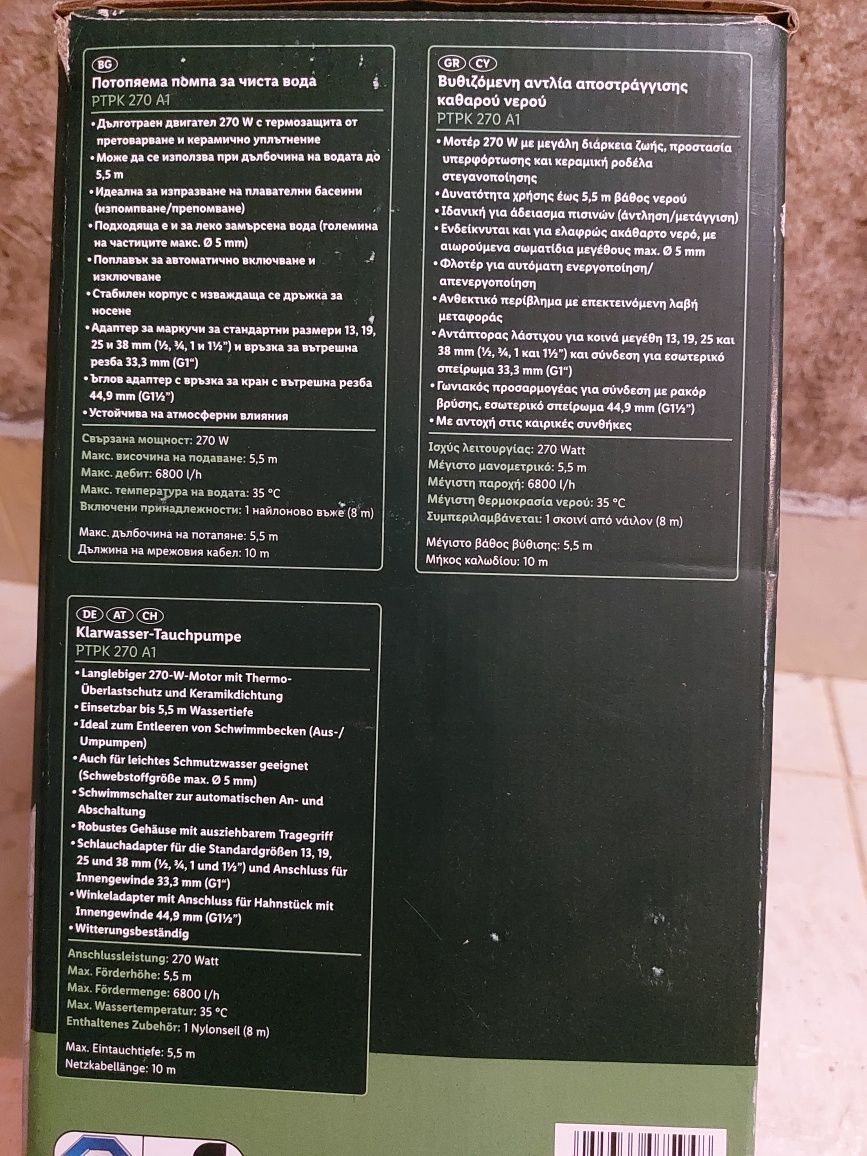 BG
Потопяема помпа за чиста вода
PTPK 270 A1
• Дълготраен двигател 270 W с термозащита от
претоварване и керамично уплътнение
• Може да се използва при дълбочина на водата до
5,5 m
• Идеална за изпразване на плавателни басеини
(изпомпване/препомване)
• Подходяща е и за леко замърсена вода (големина
на частиците макс. Ø 5 mm)
• Поплавък за автоматично включване и
изключване
• Стабилен корпус с изваждаща се дръжка за
носене
• Адаптер за маркучи за стандартни размери 13, 19,
25 и 38 mm (½, ¾, 1 и 1½") и връзка за вътрешна
резба 33,3 mm (G1")
• Ъглов адаптер с връзка за кран с вътрешна резба
44,9 mm (G1½")
• Устойчива на атмосферни влияния
Свързана мощност: 270 W
Макс. височина на подаване: 5,5 m
Макс. дебит: 6800 l/h
Макс. температура на водата: 35 °C
Включени принадлежности: 1 найлоново въже (8 m)
Макс. дълбочина на потапяне: 5,5 m
Дължина на мрежовия кабел: 10 m
GR CY
Βυθιζόμενη αντλία αποστράγγισης
καθαρού νερού
PTPK 270 A1
• Μοτέρ 270 W με μεγάλη διάρκεια ζωής, προστασία
υπερφόρτωσης και κεραμική ροδέλα
στεγανοποίησης
• Δυνατότητα χρήσης έως 5,5 m βάθος νερού
• Ιδανική για άδειασμα πισινών (άντληση/μετάγγιση)
• Ενδείκνυται και για ελαφρώς ακάθαρτο νερό, με
αιωρούμενα σωματίδια μεγέθους max. Ø 5 mm
• Φλοτέρ για αυτόματη ενεργοποίηση/
απενεργοποίηση
• Ανθεκτικό περίβλημα με επεκτεινόμενη λαβή
μεταφοράς
• Αντάπτορας λάστιχου για κοινά μεγέθη 13, 19, 25 και
38 mm (½, ¾, 1 και 1½") και σύνδεση για εσωτερικό
σπείρωμα 33,3 mm (G1")
• Γωνιακός προσαρμογέας για σύνδεση με ρακόρ
βρύσης, εσωτερικό σπείρωμα 44,9 mm (G1½")
• Με αντοχή στις καιρικές συνθήκες
Ισχύς λειτουργίας: 270 Watt
Μέγιστο μανομετρικό: 5,5 m
Μέγιστη παροχή: 6800 l/h
Μέγιστη θερμοκρασία νερού: 35 °C
Συμπεριλαμβάνεται: 1 σκοινί από νάιλον (8 m)
Μέγιστο βάθος βύθισης: 5,5 m
Μήκος καλωδίου: 10 m
DE AT CH
Klarwasser-Tauchpumpe
PTPK 270 A1
• Langlebiger 270-W-Motor mit Thermo-
Überlastschutz und Keramikdichtung
• Einsetzbar bis 5,5 m Wassertiefe
• Ideal zum Entleeren von Schwimmbecken (Aus-/
Umpumpen)
• Auch für leichtes Schmutzwasser geeignet
(Schwebstoffgröße max. Ø 5 mm)
• Schwimmschalter zur automatischen An- und
Abschaltung
• Robustes Gehäuse mit ausziehbarem Tragegriff
• Schlauchadapter für die Standardgrößen 13, 19,
25 und 38 mm (½, ¾, 1 und 1½") und Anschluss für
Innengewinde 33,3 mm (G1")
• Winkeladapter mit Anschluss für Hahnstück mit
Innengewinde 44,9 mm (G1½")
• Witterungsbeständig
Anschlussleistung: 270 Watt
Max. Förderhöhe: 5,5 m
Max. Fördermenge: 6800 l/h
Max. Wassertemperatur: 35 °C
Enthaltenes Zubehör: 1 Nylonseil (8 m)
Max. Eintauchtiefe: 5,5 m
Netzkabellänge: 10 m